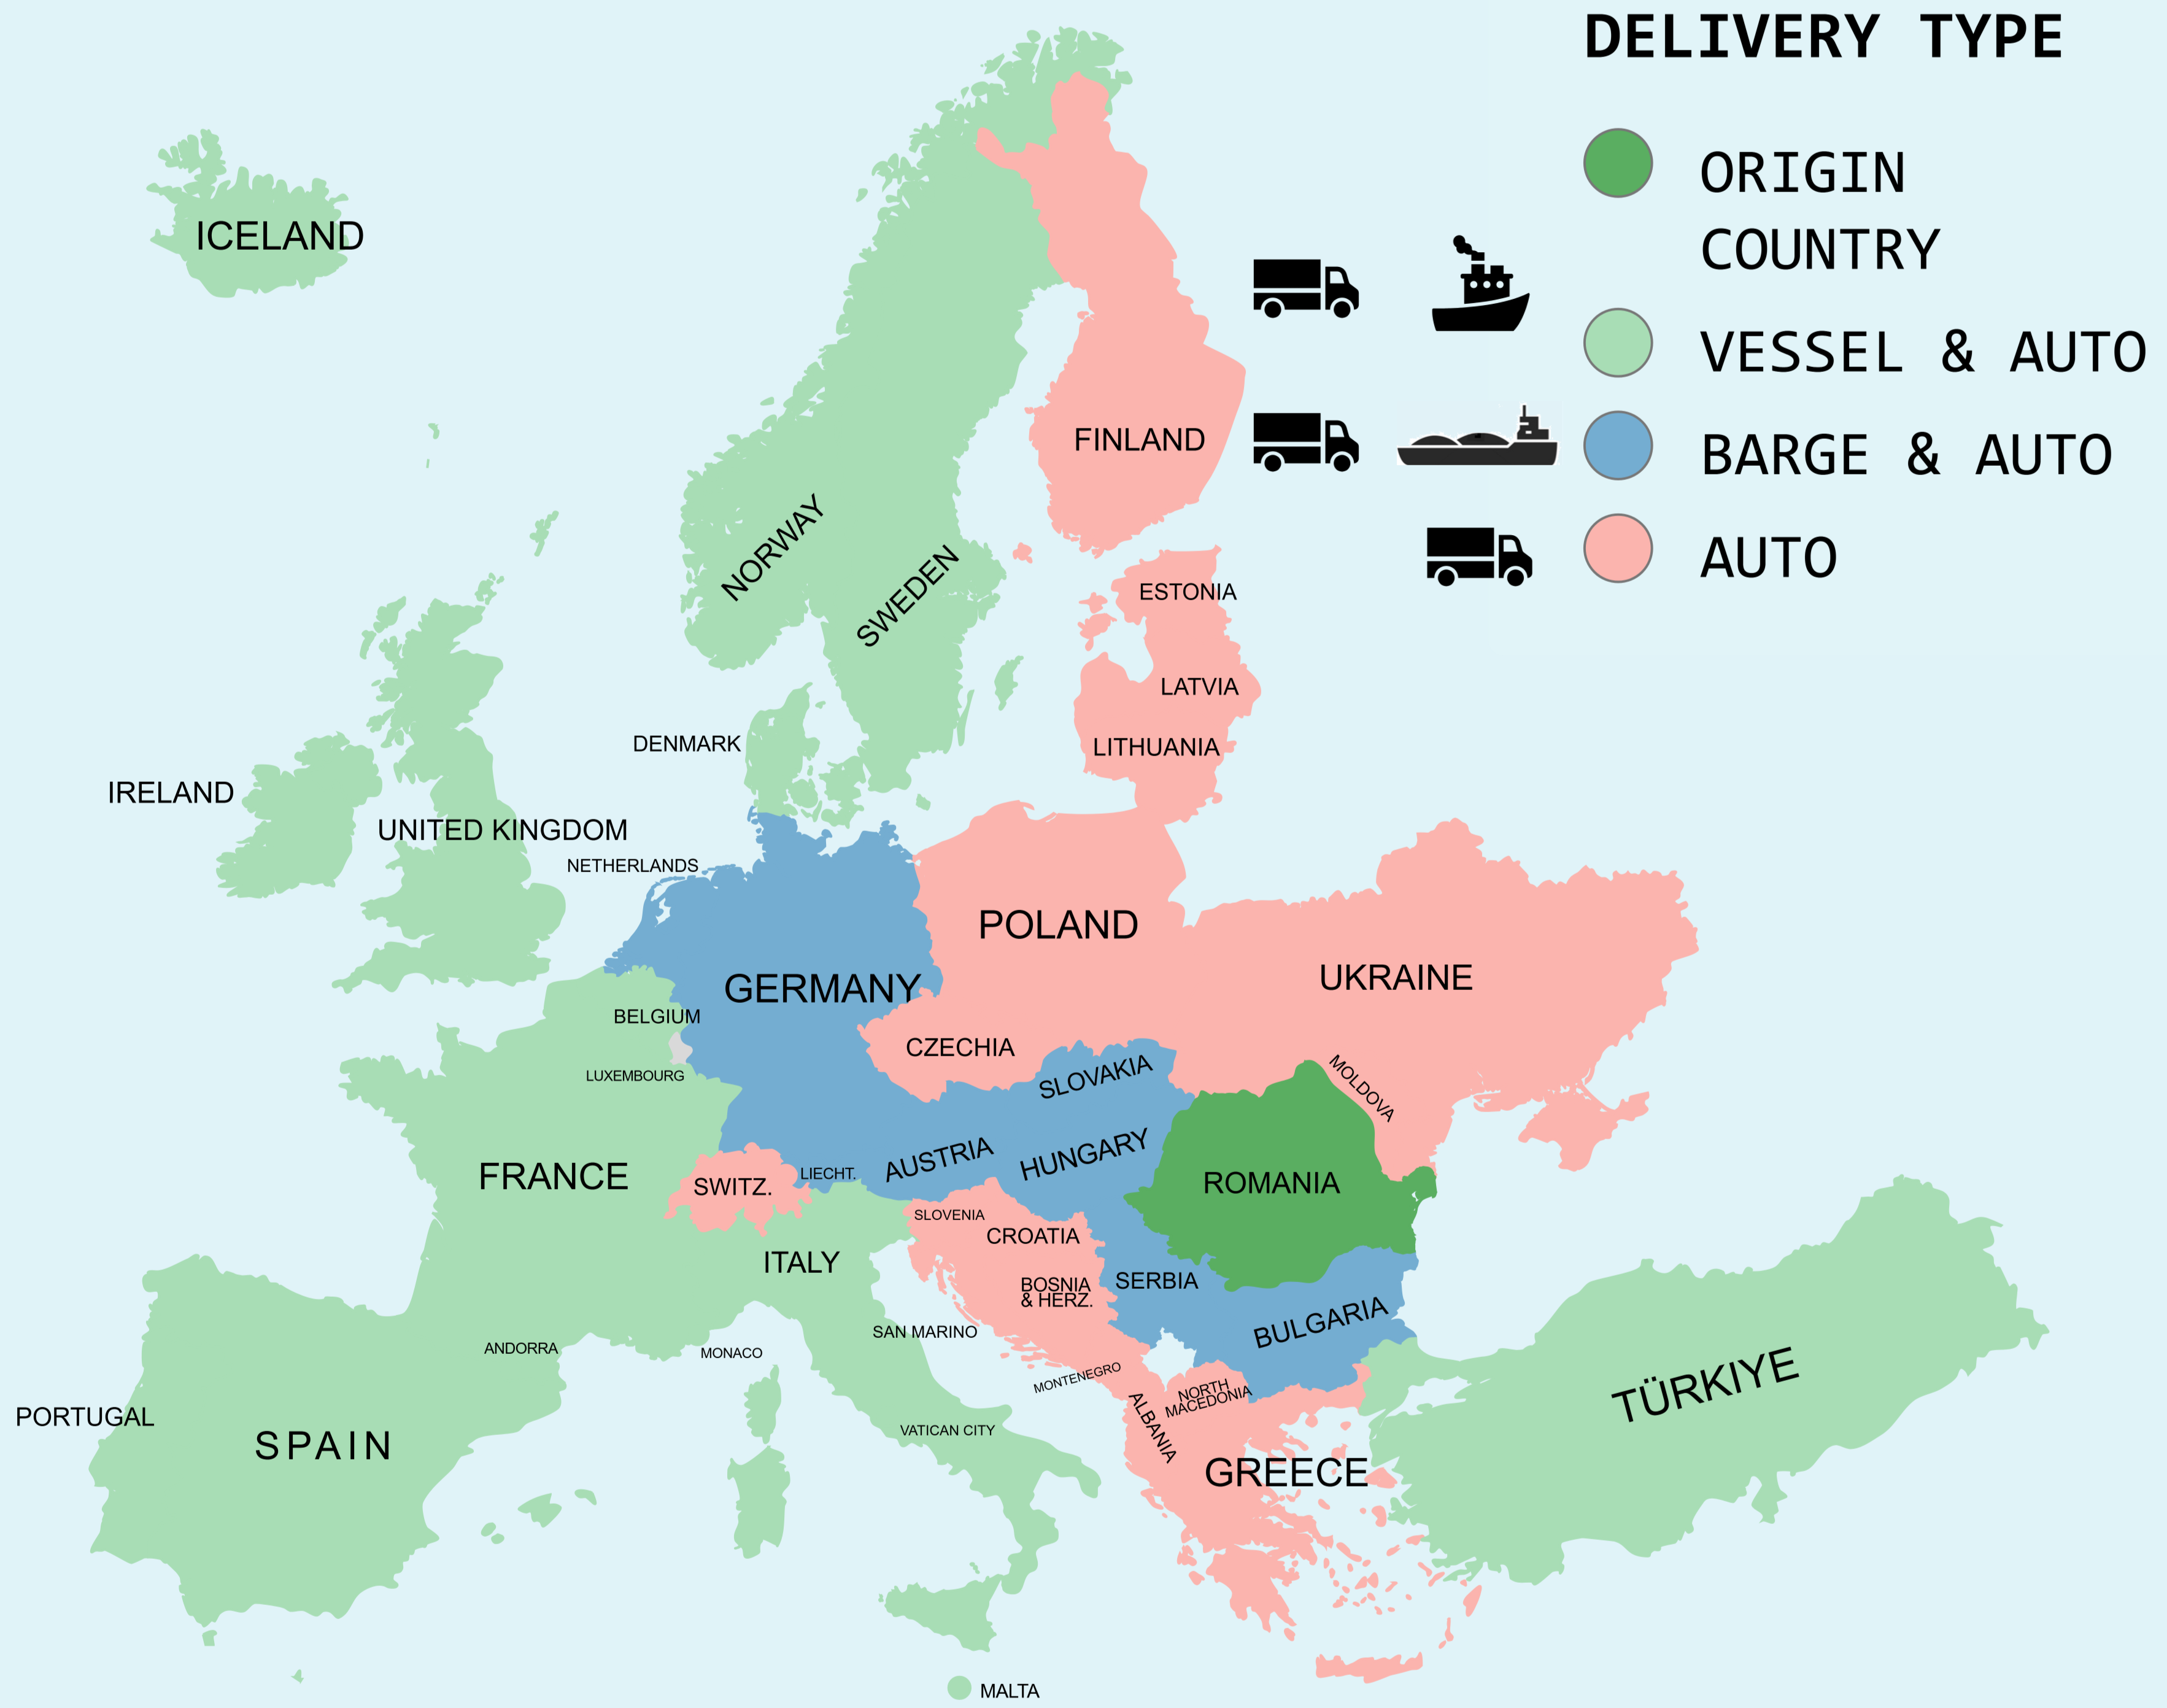 DELIVERY TYPE
ORIGIN
COUNTRY
VESSEL & AUTO
BARGE & AUTO
AUTO
ICELAND
FINLAND
NORWAY
SWEDEN
ESTONIA
LATVIA
LITHUANIA
DENMARK
IRELAND
UNITED KINGDOM
NETHERLANDS
POLAND
GERMANY
UKRAINE
BELGIUM
CZECHIA
LUXEMBOURG
SLOVAKIA
MOLDOVA
FRANCE
SWITZ.
LIECHT.
AUSTRIA
HUNGARY
ROMANIA
SLOVENIA
CROATIA
ITALY
BOSNIA
& HERZ.
SERBIA
BULGARIA
SAN MARINO
ANDORRA
MONACO
MONTENEGRO
NORTH
MACEDONIA
ALBANIA
TÜRKIYE
PORTUGAL
SPAIN
VATICAN CITY
GREECE
MALTA